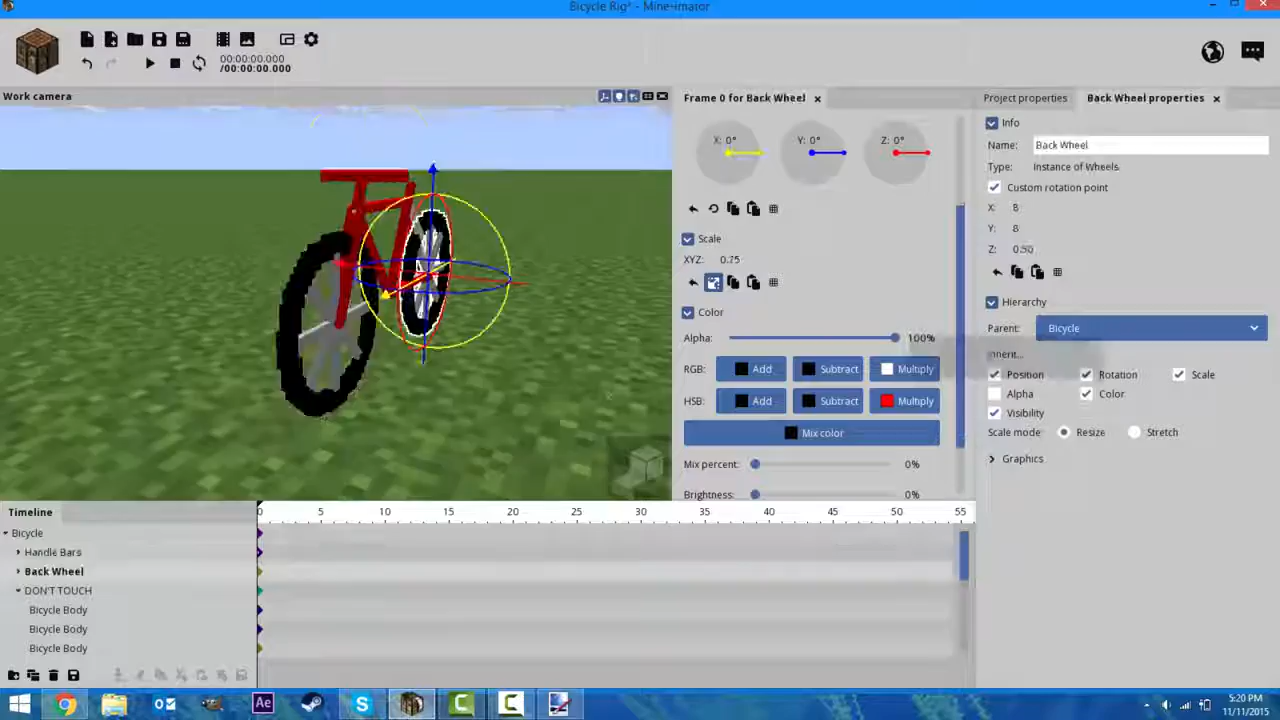 Bicycle Rig* - Mine-imator
00:00:00.000
/00:00:00.000
Work camera
Frame 0 for Back Wheel
Project properties
Back Wheel properties
X: 0°
Y: 0°
Z: 0°
Info
Name: Back Wheel
Type: Instance of Wheels
Custom rotation point
X: 8
Y: 8
Z: 0.50
Scale
XYZ: 0.75
Color
Alpha: 100%
RGB: Add Subtract Multiply
HSB: Add Subtract Multiply
Mix color
Mix percent: 0%
Brightness: 0%
Hierarchy
Parent: Bicycle
Inherit...
Position Rotation Scale
Alpha Color
Visibility
Scale mode: Resize Stretch
Graphics
Timeline
0 5 10 15 20 25 30 35 40 45 50 55
Bicycle
Handle Bars
Back Wheel
DON'T TOUCH
Bicycle Body
Bicycle Body
Bicycle Body
Ae
5:20 PM
11/11/2015